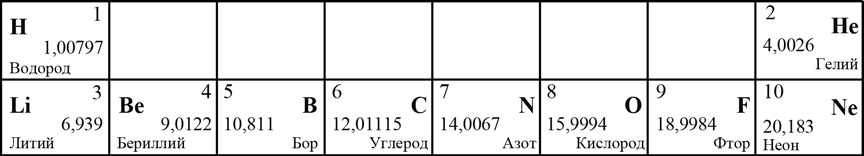 H 1
1,00797
Водород
2 He
4,0026
Гелий
Li 3
6,939
Литий
Be 4
9,0122
Бериллий
5 B
10,811
Бор
6 C
12,01115
Углерод
7 N
14,0067
Азот
8 O
15,9994
Кислород
9 F
18,9984
Фтор
10 Ne
20,183
Неон